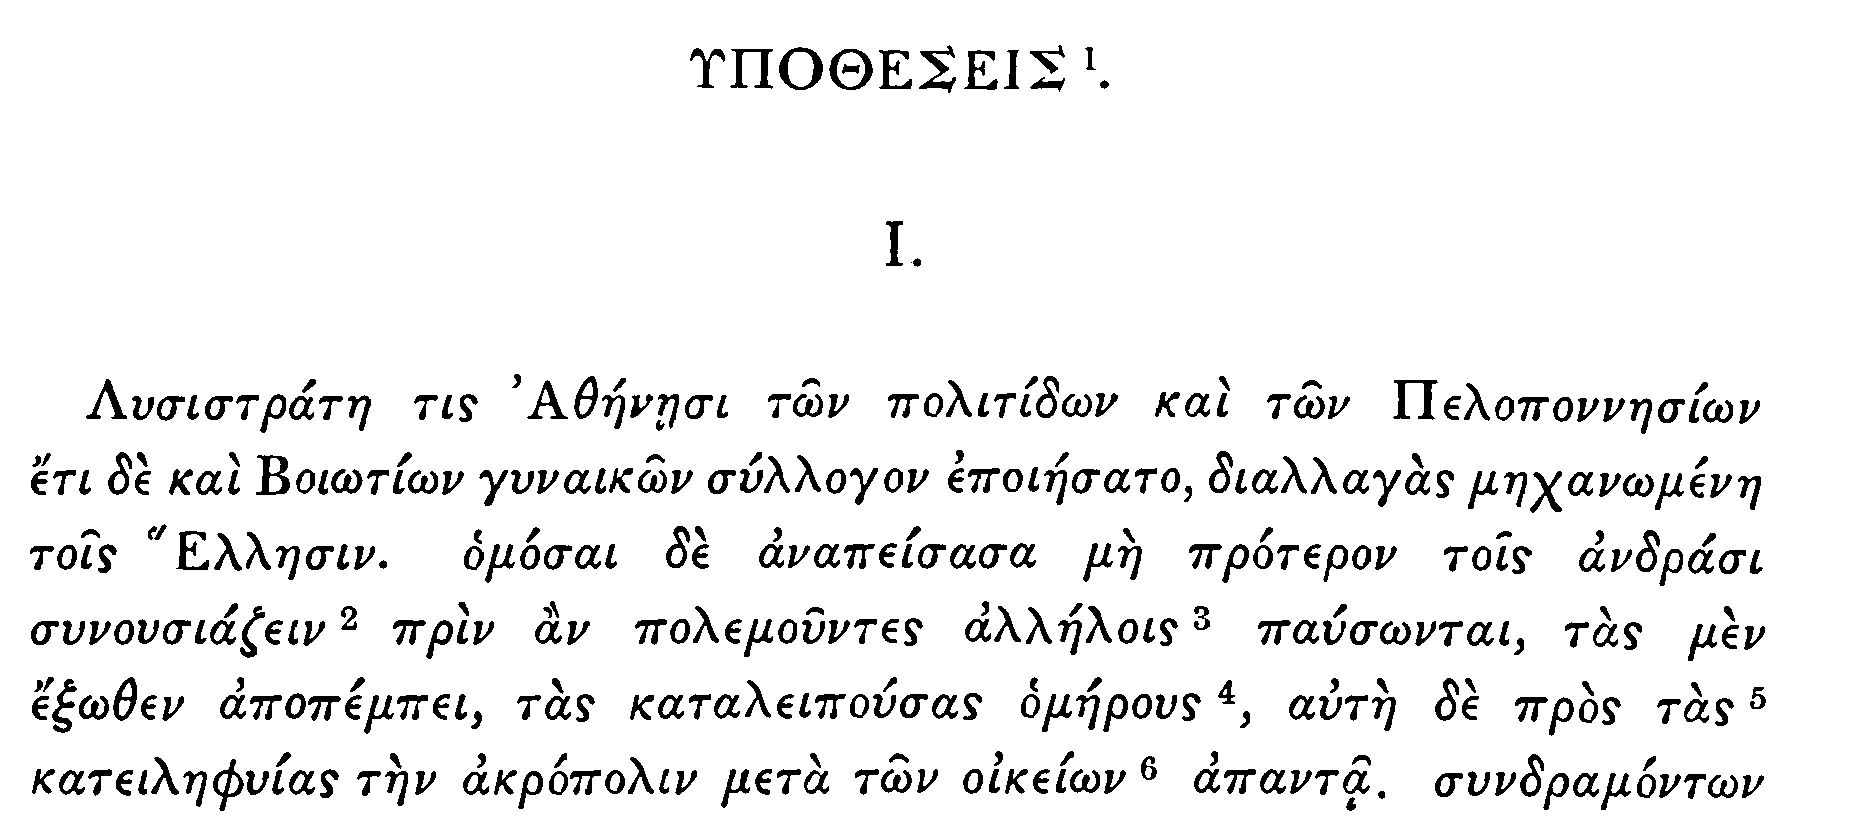 ΥΠΟΘΕΣΕΙΣ ¹.
I.
Λυσιστράτη τις Ἀθήνῃσι τῶν πολιτίδων καὶ τῶν Πελοποννησίων
ἔτι δὲ καὶ Βοιωτίων γυναικῶν σύλλογον ἐποιήσατο, διαλλαγὰς μηχανωμένη
τοῖς Ἕλλησιν. ὁμόσαι δὲ ἀναπείσασα μὴ πρότερον τοῖς ἀνδράσι
συνουσιάζειν ² πρὶν ἂν πολεμοῦντες ἀλλήλοις ³ παύσωνται, τὰς μὲν
ἔξωθεν ἀποπέμπει, τὰς καταλειπούσας ὁμήρους ⁴, αὐτὴ δὲ πρὸς τὰς ⁵
κατειληφυίας τὴν ἀκρόπολιν μετὰ τῶν οἰκείων ⁶ ἀπαντᾷ. συνδραμόντων